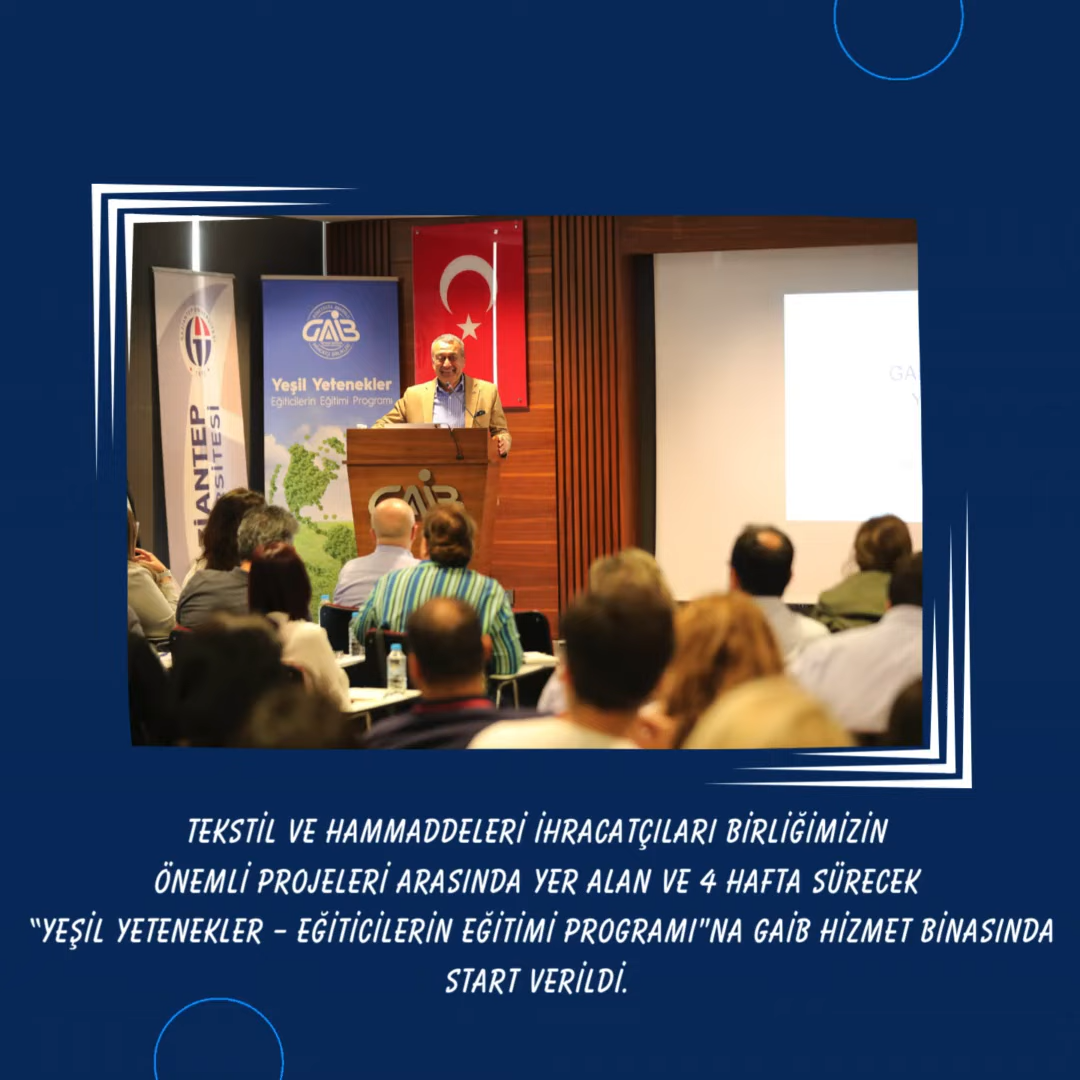 GAİB
Yeşil Yetenekler
Eğiticilerin Eğitimi Programı
GAİB
TEKSTİL VE HAMMADDELERİ İHRACATÇILARI BİRLİĞİMİZİN
ÖNEMLİ PROJELERİ ARASINDA YER ALAN VE 4 HAFTA SÜRECEK
“YEŞİL YETENEKLER – EĞİTİCİLERİN EĞİTİMİ PROGRAMI"NA GAİB HİZMET BİNASINDA
START VERİLDİ.